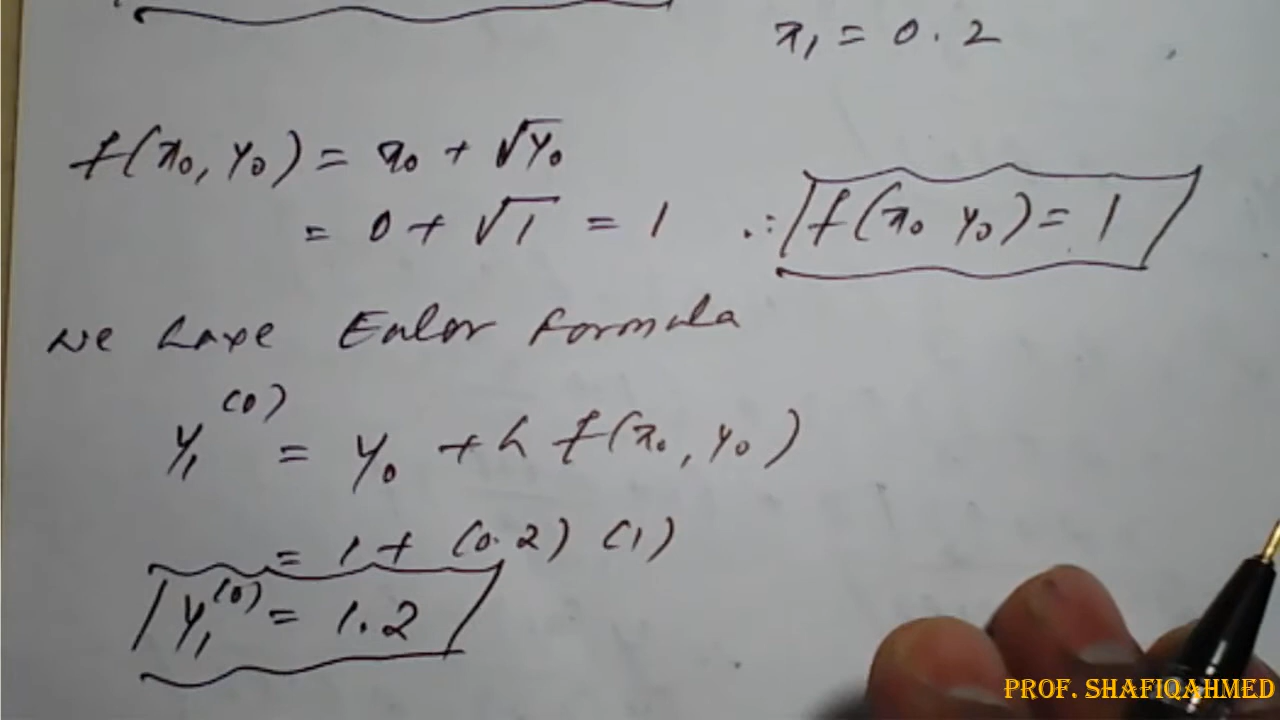 x₁ = 0.2
f(x₀, y₀) = x₀ + √y₀
= 0 + √1 = 1 ∴ f(x₀ y₀) = 1
we have Euler formula
y₁⁽⁰⁾ = y₀ + h f(x₀, y₀)
= 1 + (0.2) (1)
y₁⁽⁰⁾ = 1.2
PROF. SHAFIQAHMED